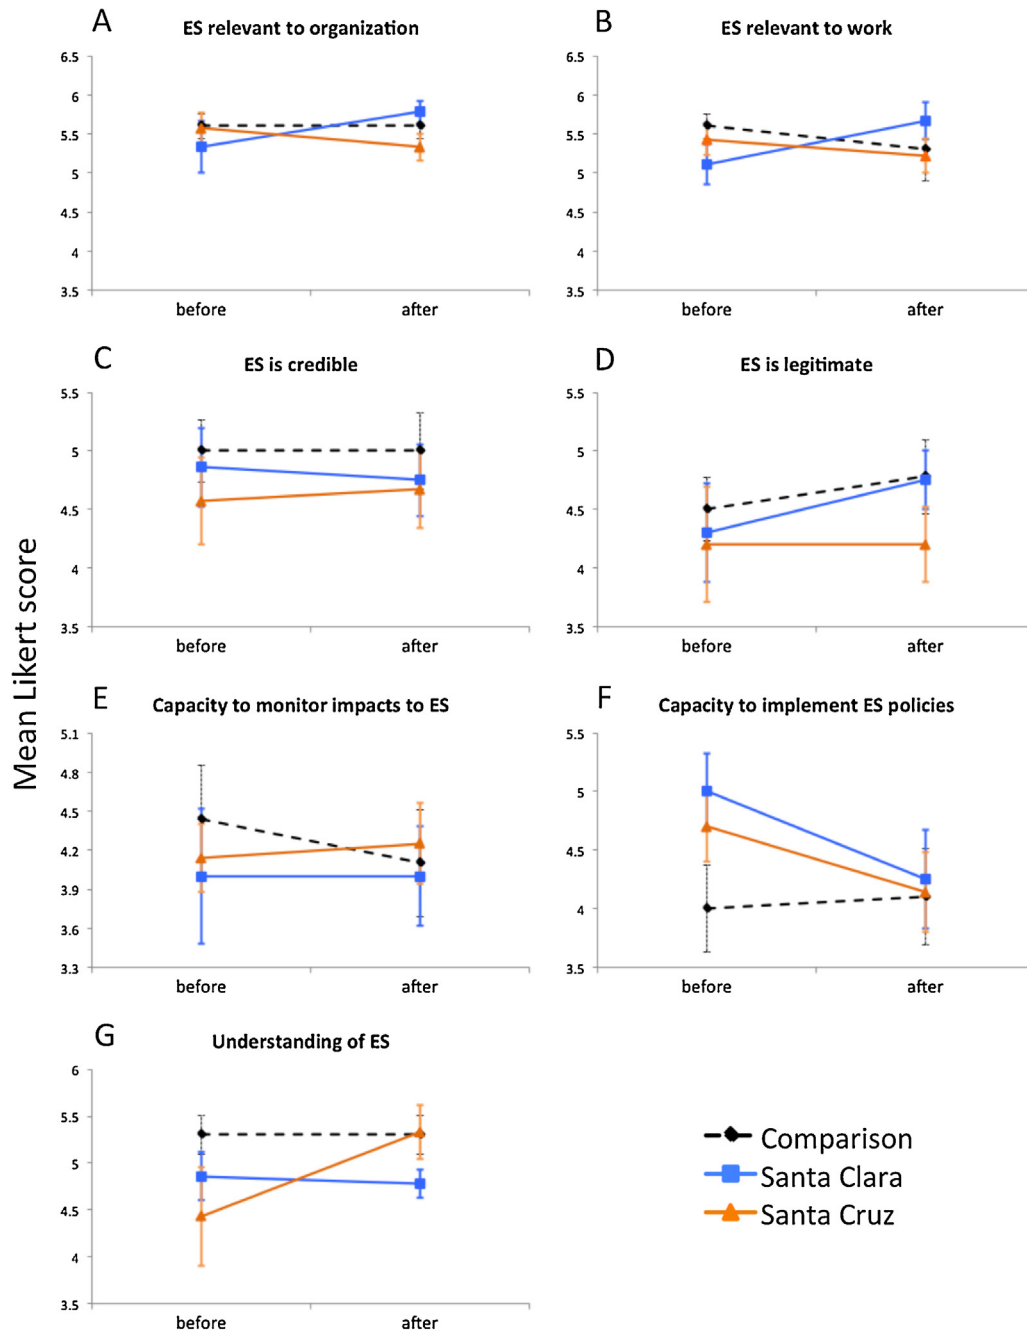 A
ES relevant to organization
6.5
6
5.5
5
4.5
4
3.5
before
after
B
ES relevant to work
6.5
6
5.5
5
4.5
4
3.5
before
after
C
ES is credible
5.5
5
4.5
4
3.5
before
after
D
ES is legitimate
5.5
5
4.5
4
3.5
before
after
Mean Likert score
E
Capacity to monitor impacts to ES
5.1
4.8
4.5
4.2
3.9
3.6
3.3
before
after
F
Capacity to implement ES policies
5.5
5
4.5
4
3.5
before
after
G
Understanding of ES
6
5.5
5
4.5
4
3.5
before
after
Comparison
Santa Clara
Santa Cruz